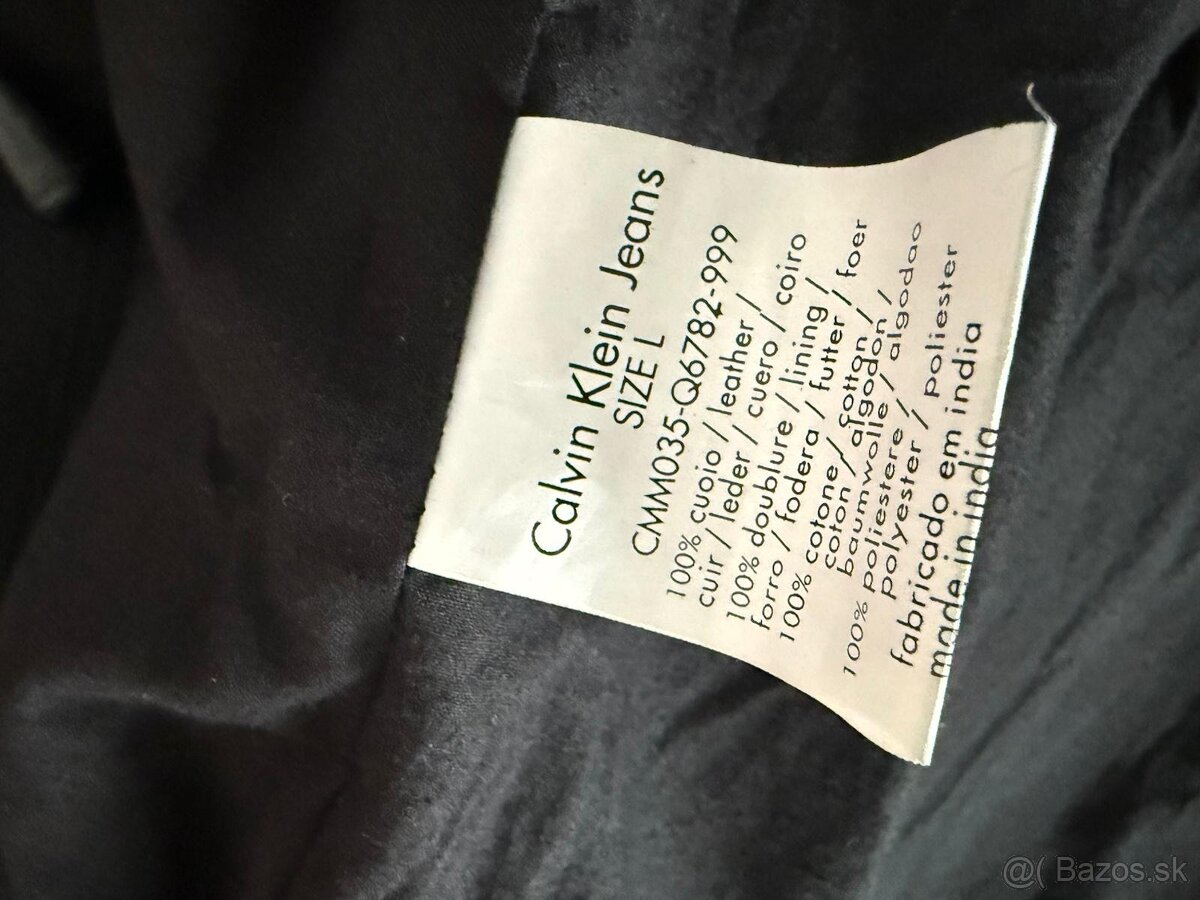 Calvin Klein Jeans
SIZE L
CMM035-Q6782-999
100% cuoio / leather /
cuir / leder / cuero / coiro
100% doublure / lining /
forro / fodera / futter / foer
100% cotone / cotton /
coton / algodon /
baumwolle / algodao
100% poliestere /
polyester / poliester
fabricado em india
made in india
@( Bazos.sk